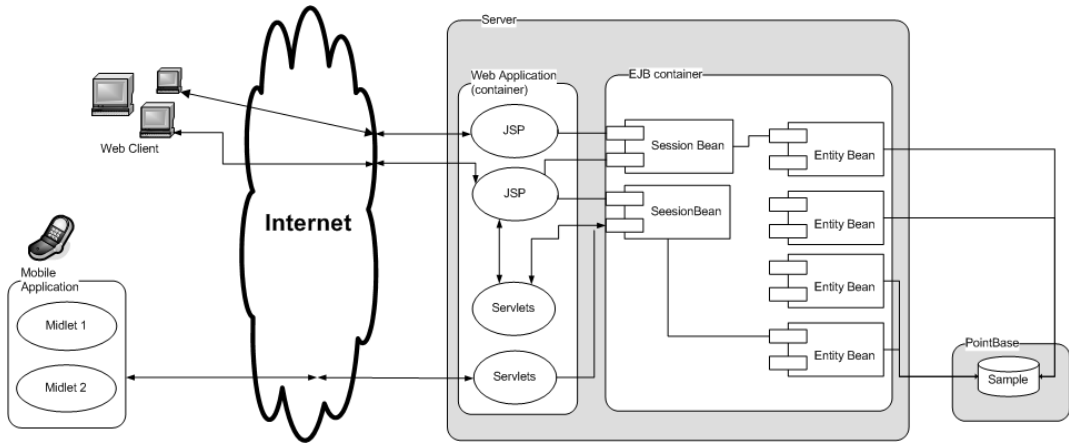 Server
Web Application
(container)
EJB container
JSP
Session Bean
Entity Bean
Web Client
JSP
SeesionBean
Entity Bean
Internet
Mobile
Application
Entity Bean
Servlets
Midlet 1
Entity Bean
PointBase
Midlet 2
Servlets
Sample